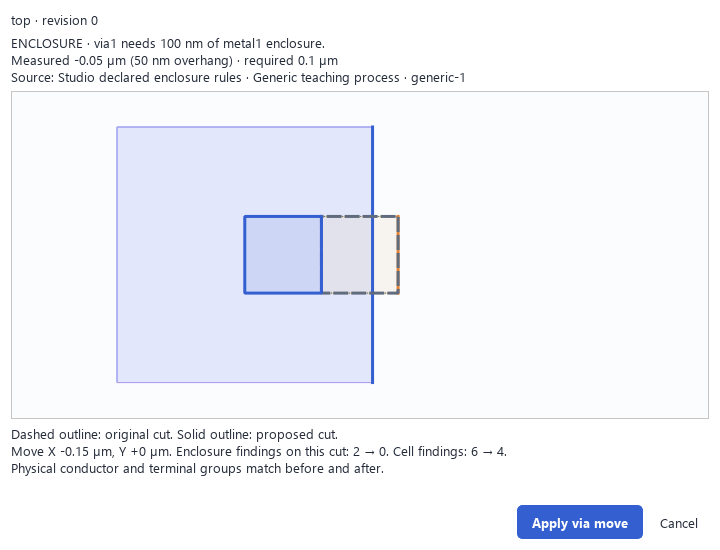 top · revision 0
ENCLOSURE · via1 needs 100 nm of metal1 enclosure.
Measured -0.05 µm (50 nm overhang) · required 0.1 µm
Source: Studio declared enclosure rules · Generic teaching process · generic-1
Dashed outline: original cut. Solid outline: proposed cut.
Move X -0.15 µm, Y +0 µm. Enclosure findings on this cut: 2 → 0. Cell findings: 6 → 4.
Physical conductor and terminal groups match before and after.
Apply via move
Cancel